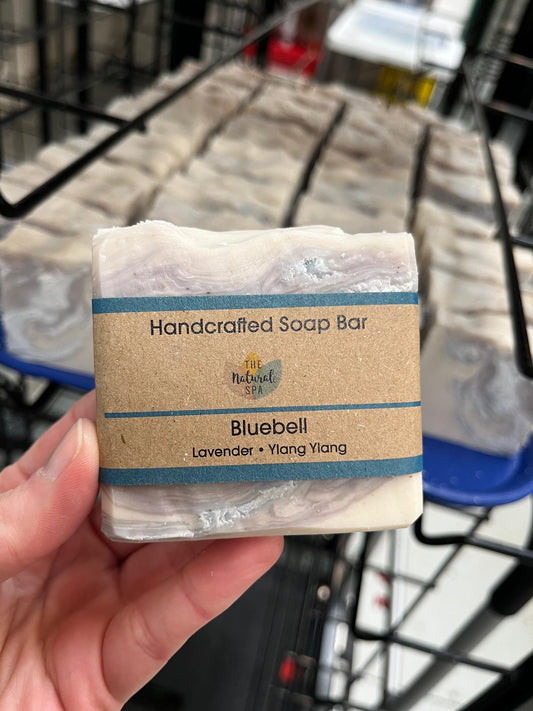 Handcrafted Soap Bar
THE
Natural
SPA
Bluebell
Lavender • Ylang Ylang